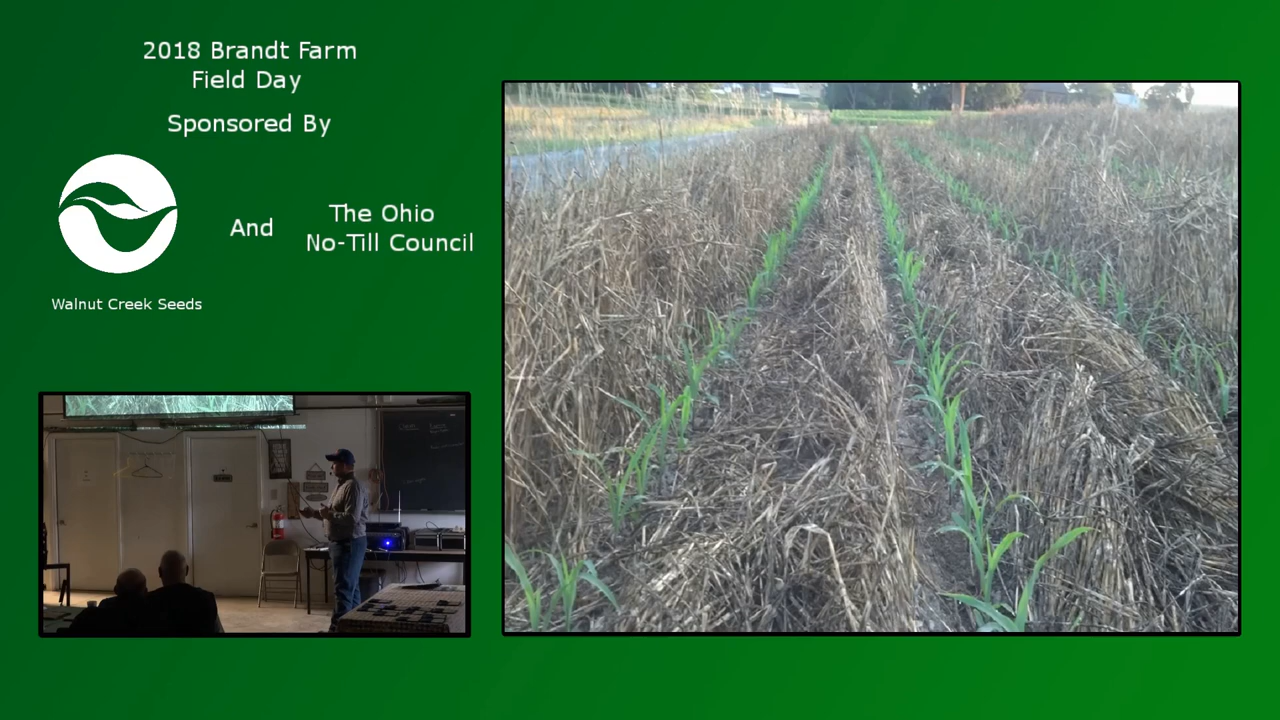 2018 Brandt Farm
Field Day
Sponsored By
And
The Ohio
No-Till Council
Walnut Creek Seeds